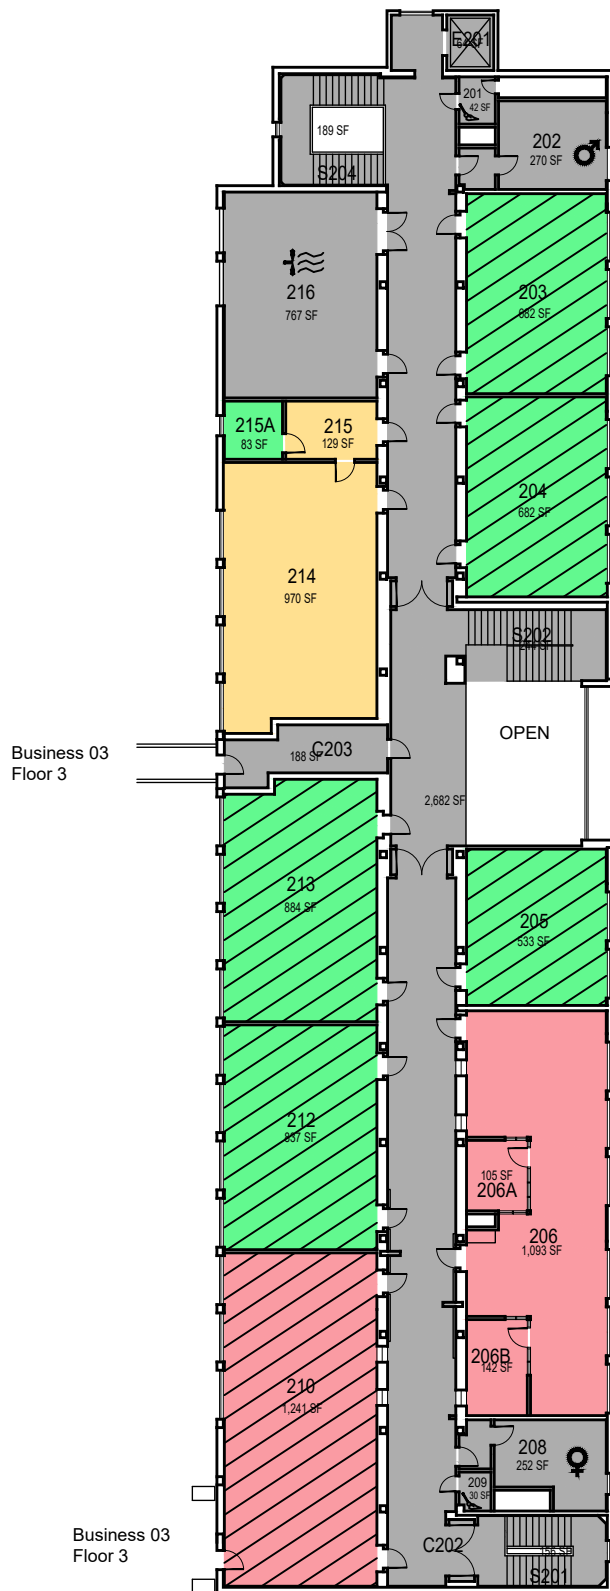 E201
201
42 SF
189 SF
S204
202
270 SF
216
767 SF
203
682 SF
215A
83 SF
215
129 SF
204
682 SF
214
970 SF
S202
244 SF
OPEN
C203
188 SF
Business 03
Floor 3
2,682 SF
213
884 SF
205
533 SF
212
837 SF
105 SF
206A
206
1,093 SF
206B
142 SF
210
1,241 SF
208
252 SF
209
30 SF
Business 03
Floor 3
C202
156 SF
S201